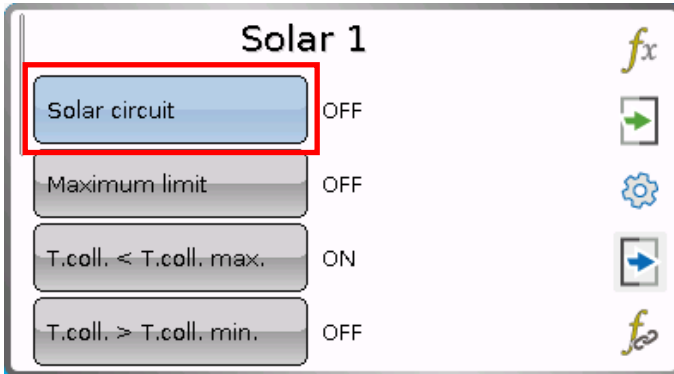 Solar 1
Solar circuit OFF
Maximum limit OFF
T.coll. < T.coll. max. ON
T.coll. > T.coll. min. OFF